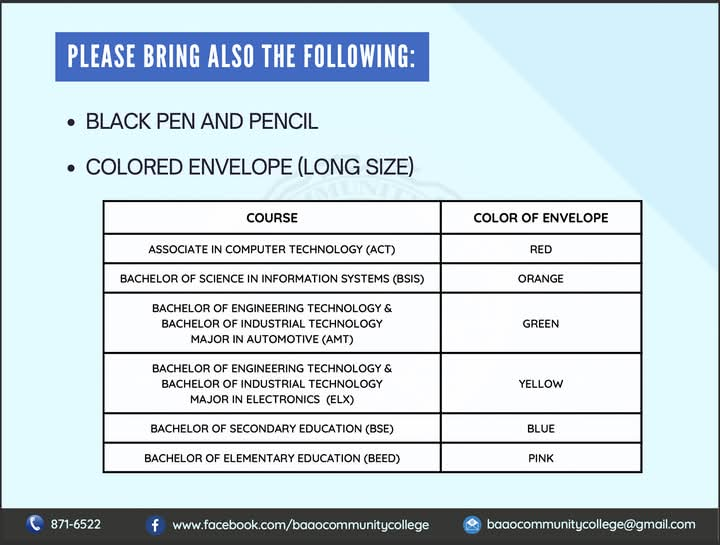 PLEASE BRING ALSO THE FOLLOWING:
• BLACK PEN AND PENCIL
• COLORED ENVELOPE (LONG SIZE)
COURSE COLOR OF ENVELOPE
ASSOCIATE IN COMPUTER TECHNOLOGY (ACT) RED
BACHELOR OF SCIENCE IN INFORMATION SYSTEMS (BSIS) ORANGE
BACHELOR OF ENGINEERING TECHNOLOGY &
BACHELOR OF INDUSTRIAL TECHNOLOGY GREEN
MAJOR IN AUTOMOTIVE (AMT)
BACHELOR OF ENGINEERING TECHNOLOGY &
BACHELOR OF INDUSTRIAL TECHNOLOGY YELLOW
MAJOR IN ELECTRONICS (ELX)
BACHELOR OF SECONDARY EDUCATION (BSE) BLUE
BACHELOR OF ELEMENTARY EDUCATION (BEED) PINK
871-6522 www.facebook.com/baaocommunitycollege baaocommunitycollege@gmail.com